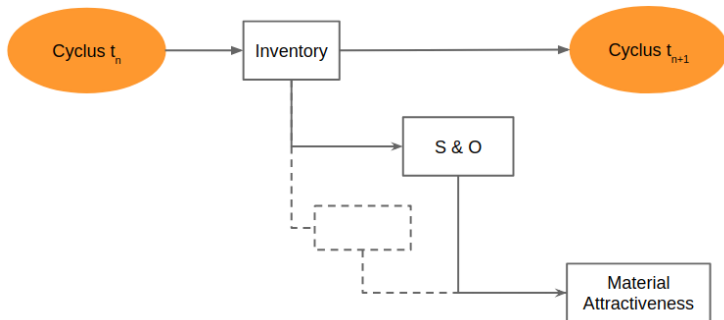 Cyclus tn
Inventory
Cyclus tn+1
S & O
Material
Attractiveness